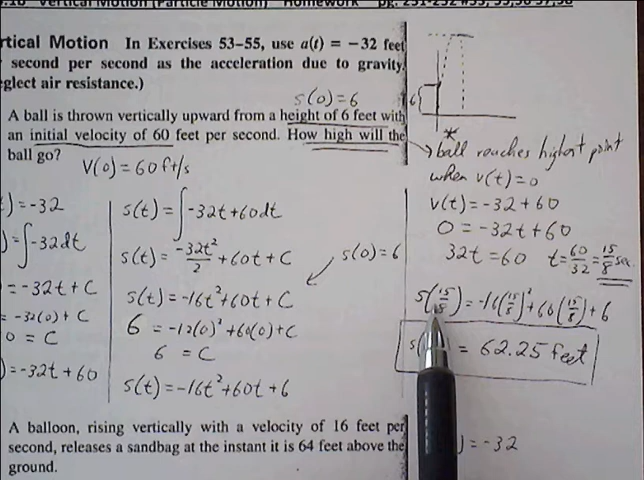 Vertical Motion (Particle Motion) Homework pg. 251-252 #53, 55, 56 57, 58
rtical Motion In Exercises 53–55, use a(t) = −32 feet
second per second as the acceleration due to gravity.
eglect air resistance.)
s(0)=6
A ball is thrown vertically upward from a height of 6 feet with
an initial velocity of 60 feet per second. How high will the
ball go?
V(0)=60ft/s
)=-32
)=∫-32dt
=-32t+C
=-32(0)+C
0=C
)=-32t+60
s(t)=∫-32t+60dt
s(t)=-32t²/2+60t+C
s(0)=6
s(t)=-16t²+60t+C
6=-12(0)²+60(0)+C
6=C
s(t)=-16t²+60t+6
6
*
ball reaches highest point
when v(t)=0
v(t)=-32+60
0=-32t+60
32t=60 t=60/32=15/8 sec
s(15/8)=-16(15/8)²+60(15/8)+6
s( = 62.25 feet
A balloon, rising vertically with a velocity of 16 feet per
second, releases a sandbag at the instant it is 64 feet above the
ground.
)=-32